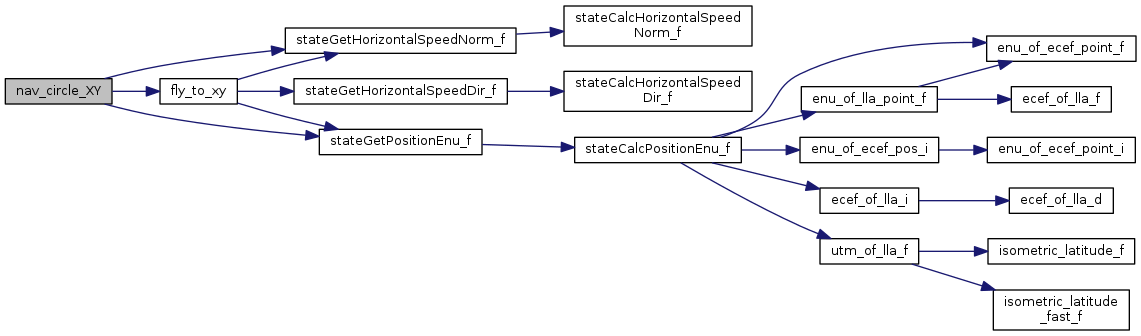 nav_circle_XY
fly_to_xy
stateGetHorizontalSpeedNorm_f
stateGetHorizontalSpeedDir_f
stateGetPositionEnu_f
stateCalcHorizontalSpeed
Norm_f
stateCalcHorizontalSpeed
Dir_f
stateCalcPositionEnu_f
enu_of_lla_point_f
enu_of_ecef_pos_i
ecef_of_lla_i
utm_of_lla_f
enu_of_ecef_point_f
ecef_of_lla_f
enu_of_ecef_point_i
ecef_of_lla_d
isometric_latitude_f
isometric_latitude
_fast_f